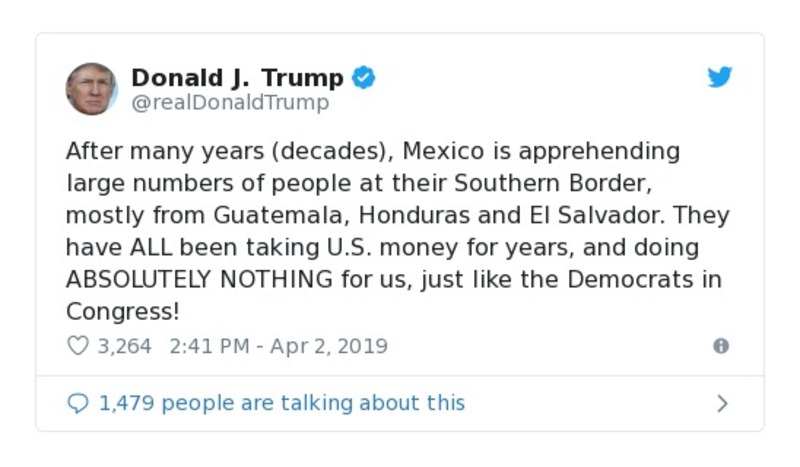 Donald J. Trump
@realDonaldTrump
After many years (decades), Mexico is apprehending
large numbers of people at their Southern Border,
mostly from Guatemala, Honduras and El Salvador. They
have ALL been taking U.S. money for years, and doing
ABSOLUTELY NOTHING for us, just like the Democrats in
Congress!
3,264 2:41 PM - Apr 2, 2019
1,479 people are talking about this